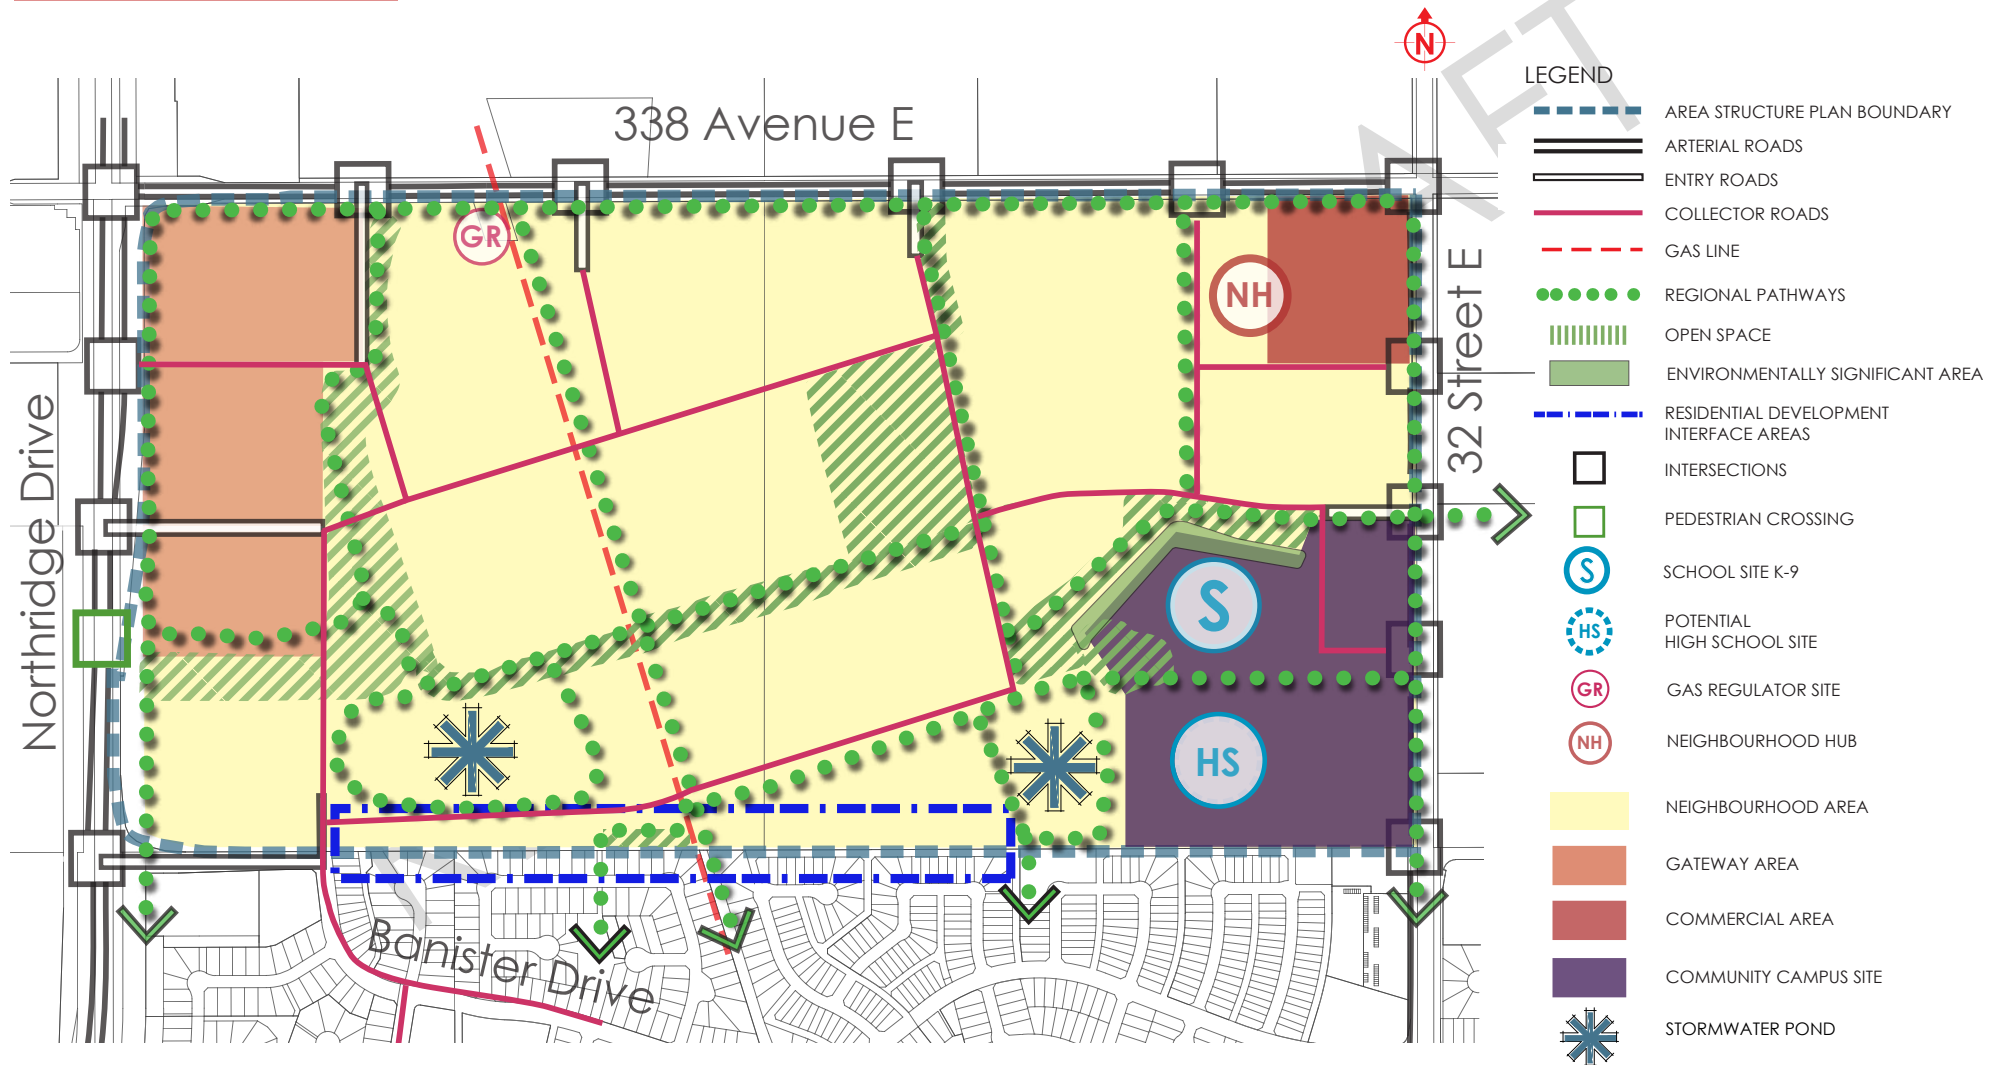 N
338 Avenue E
GR
NH
32 Street E
Northridge Drive
S
HS
Banister Drive
AFT
LEGEND
AREA STRUCTURE PLAN BOUNDARY
ARTERIAL ROADS
ENTRY ROADS
COLLECTOR ROADS
GAS LINE
REGIONAL PATHWAYS
OPEN SPACE
ENVIRONMENTALLY SIGNIFICANT AREA
RESIDENTIAL DEVELOPMENT
INTERFACE AREAS
INTERSECTIONS
PEDESTRIAN CROSSING
S
SCHOOL SITE K-9
HS
POTENTIAL
HIGH SCHOOL SITE
GR
GAS REGULATOR SITE
NH
NEIGHBOURHOOD HUB
NEIGHBOURHOOD AREA
GATEWAY AREA
COMMERCIAL AREA
COMMUNITY CAMPUS SITE
STORMWATER POND